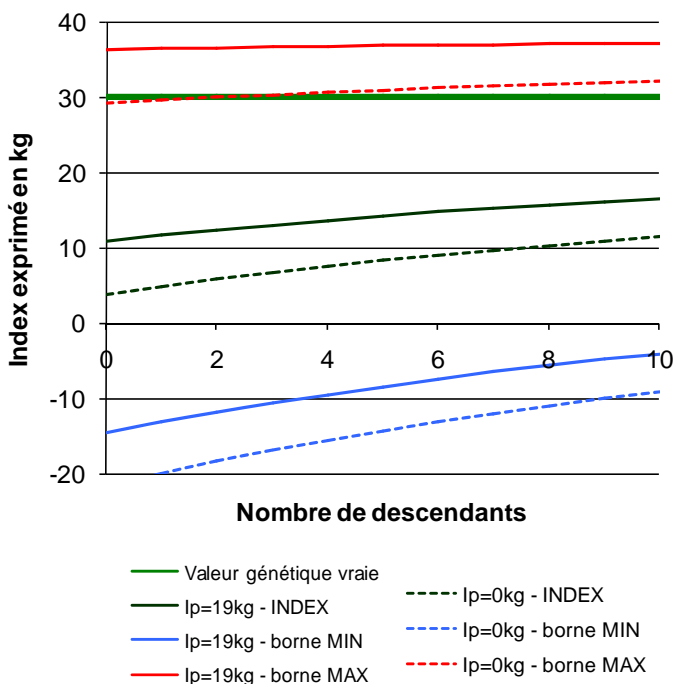 40
30
20
10
0
-10
-20
Index exprimé en kg
0 2 4 6 8 10
Nombre de descendants
Valeur génétique vraie
Ip=19kg - INDEX
Ip=19kg - borne MIN
Ip=19kg - borne MAX
Ip=0kg - INDEX
Ip=0kg - borne MIN
Ip=0kg - borne MAX